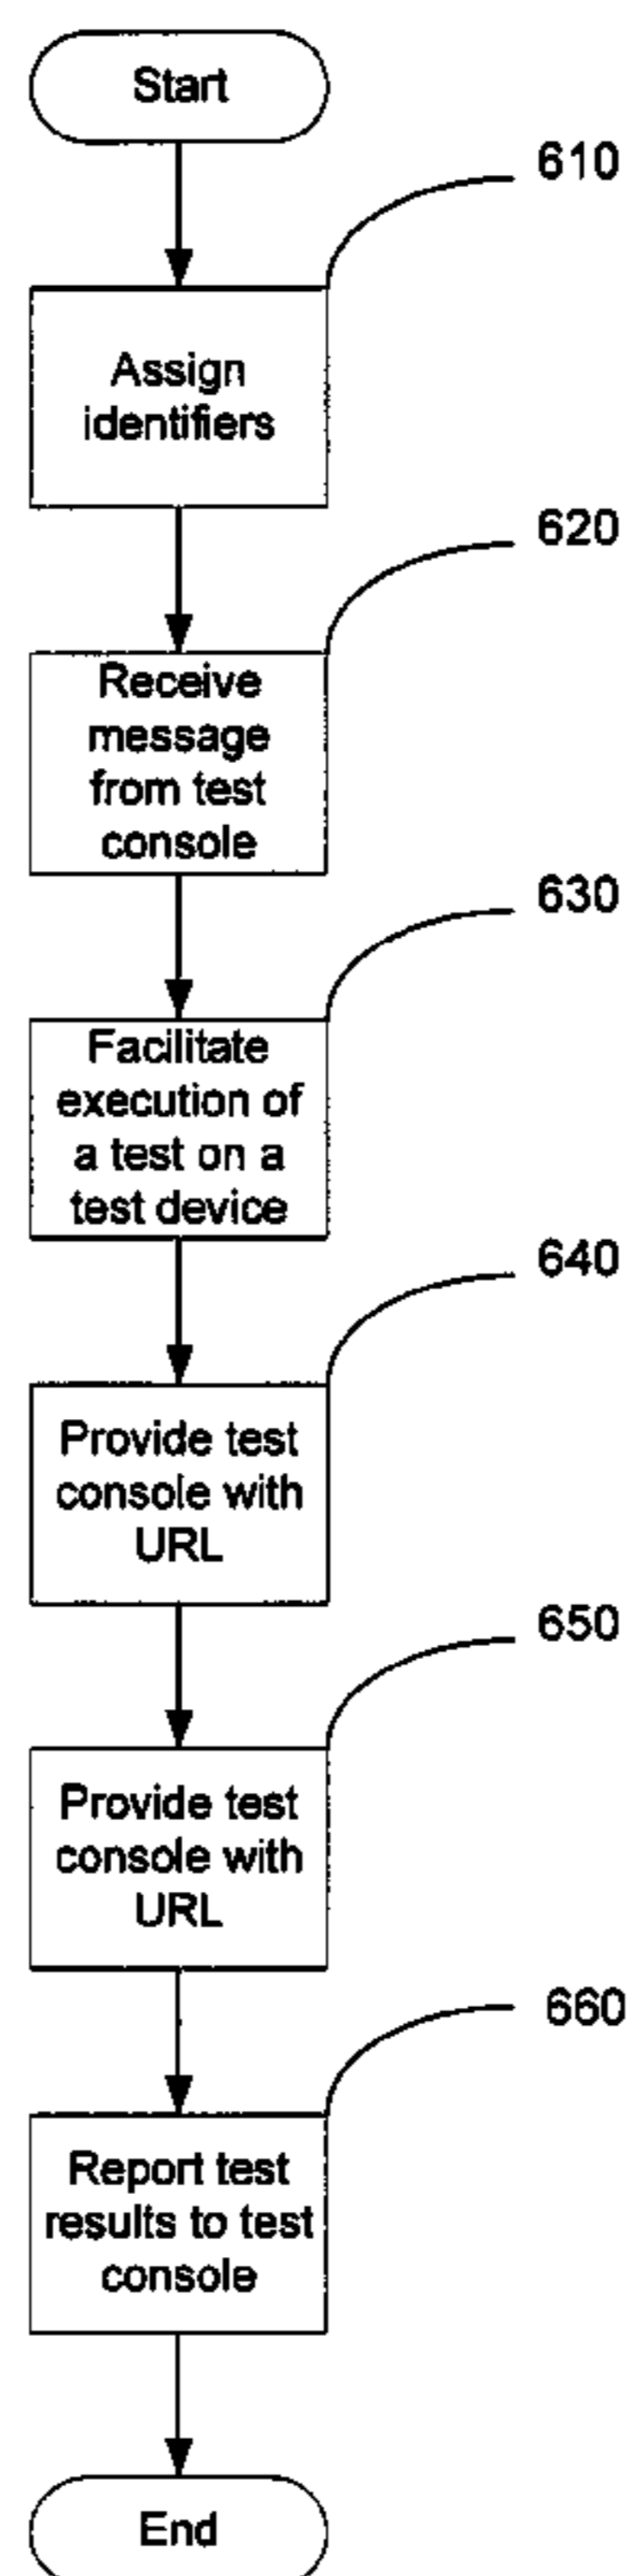 Start
610
Assign
identifiers
620
Receive
message
from test
console
630
Facilitate
execution of
a test on a
test device
640
Provide test
console with
URL
650
Provide test
console with
URL
660
Report test
results to test
console
End